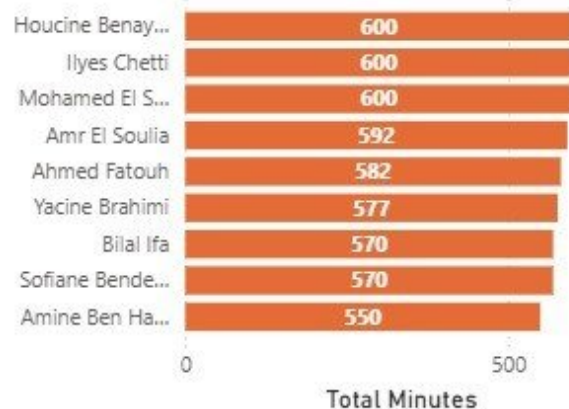 Houcine Benay... 600
Ilyes Chetti 600
Mohamed El S... 600
Amr El Soulia 592
Ahmed Fatouh 582
Yacine Brahimi 577
Bilal Ifa 570
Sofiane Bende... 570
Amine Ben Ha... 550
0 500
Total Minutes